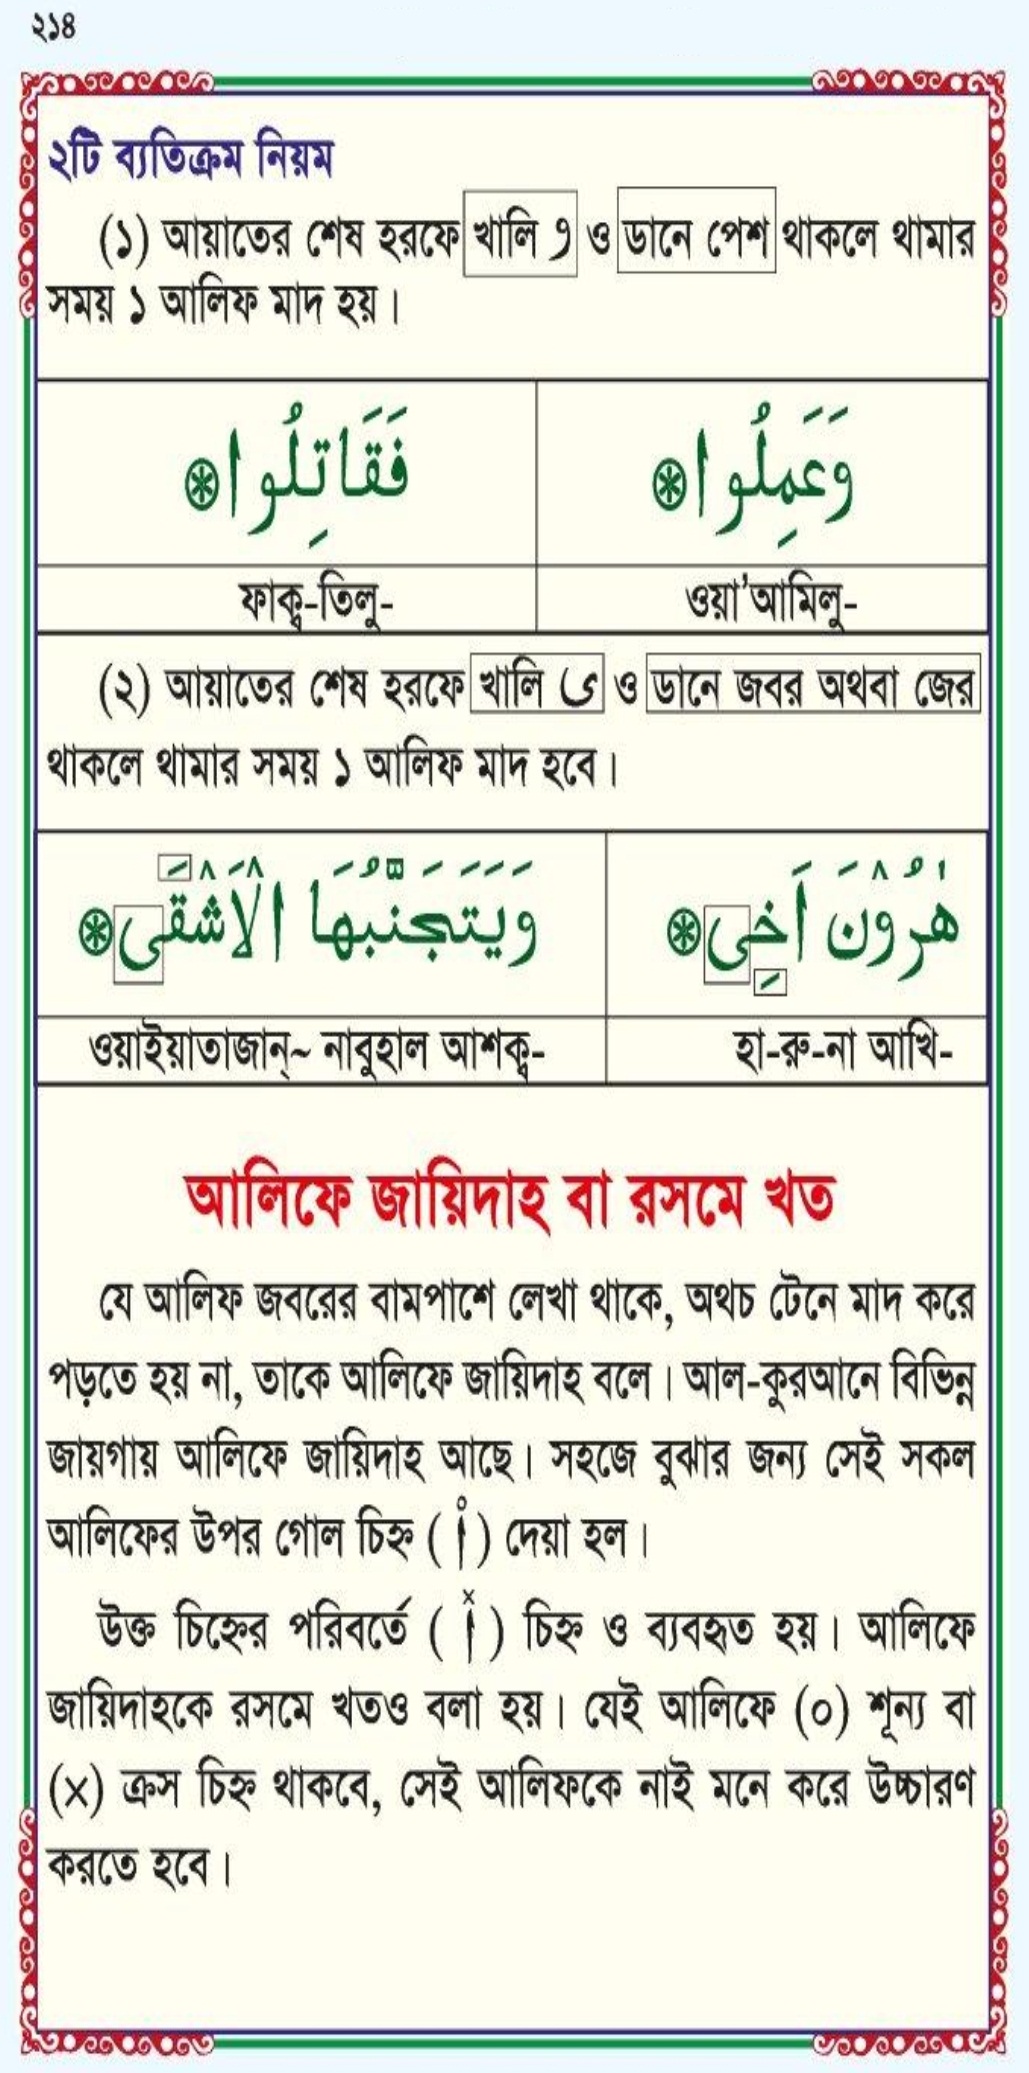 ২১৪
২টি ব্যতিক্রম নিয়ম
(১) আয়াতের শেষ হরফে খালি و ও ডানে পেশ থাকলে থামার
সময় ১ আলিফ মাদ হয়।
وَعَمِلُوا۞ فَقَاتِلُوا۞
ফাক্ব-তিলু- ওয়া'আমিলু-
(২) আয়াতের শেষ হরফে খালি ى ও ডানে জবর অথবা জের
থাকলে থামার সময় ১ আলিফ মাদ হবে।
هٰرُوْنَ اَخِى۞ وَيَتَجَنَّبُهَا الْاَشْقَى۞
ওয়াইয়াতাজান্~ নাবুহাল আশক্ব- হা-রু-না আখি-
আলিফে জায়িদাহ বা রসমে খত
যে আলিফ জবরের বামপাশে লেখা থাকে, অথচ টেনে মাদ করে
পড়তে হয় না, তাকে আলিফে জায়িদাহ বলে। আল-কুরআনে বিভিন্ন
জায়গায় আলিফে জায়িদাহ আছে। সহজে বুঝার জন্য সেই সকল
আলিফের উপর গোল চিহ্ন (ا۟) দেয়া হল।
উক্ত চিহ্নের পরিবর্তে (ا̽) চিহ্ন ও ব্যবহৃত হয়। আলিফে
জায়িদাহকে রসমে খতও বলা হয়। যেই আলিফে (০) শূন্য বা
(×) ক্রস চিহ্ন থাকবে, সেই আলিফকে নাই মনে করে উচ্চারণ
করতে হবে।